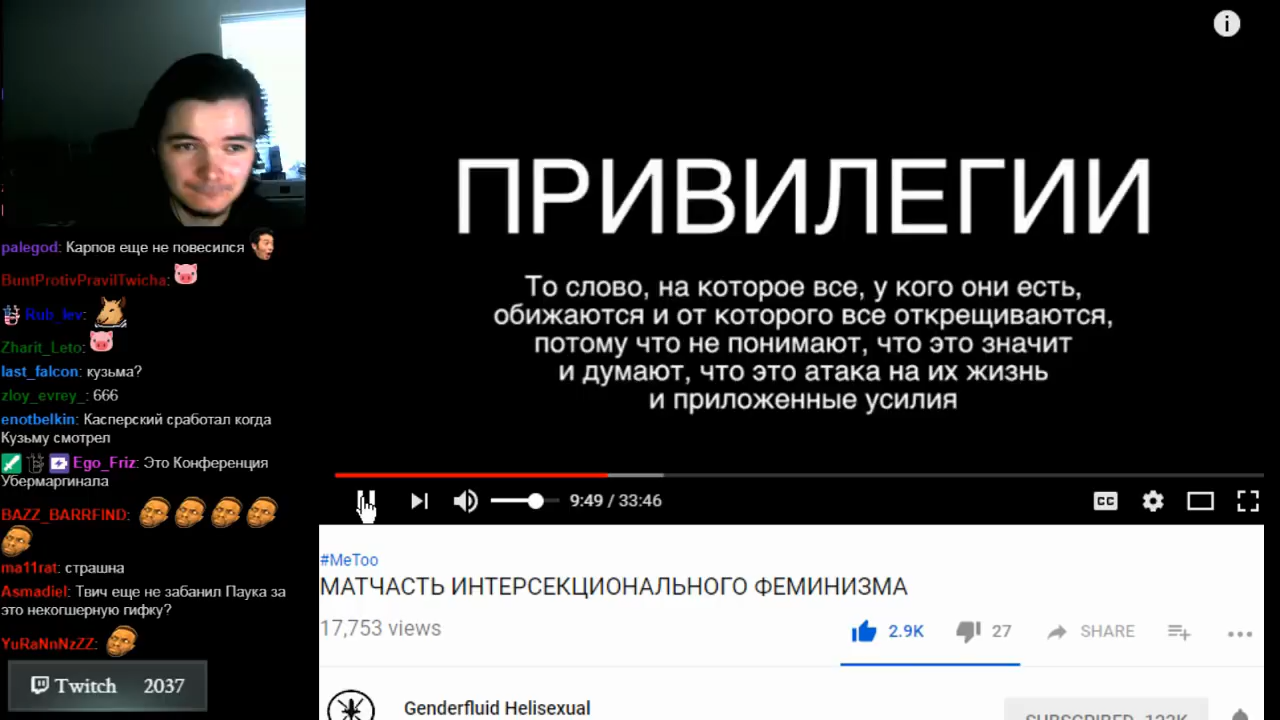 palegod: Карпов еще не повесился
BuntProtivPravilTwicha:
Rub_lev:
Zharit_Leto:
last_falcon: кузьма?
zloy_evrey_: 666
enotbelkin: Касперский сработал когда
Кузьму смотрел
Ego_Friz: Это Конференция
Убермаргинала
BAZZ_BARRFIND:
ma11rat: страшна
Asmadiel: Твич еще не забанил Паука за
это некогшерную гифку?
YuRaNnNzZZ:
Twitch 2037
ПРИВИЛЕГИИ
То слово, на которое все, у кого они есть,
обижаются и от которого все открещиваются,
потому что не понимают, что это значит
и думают, что это атака на их жизнь
и приложенные усилия
9:49 / 33:46
CC
#MeToo
МАТЧАСТЬ ИНТЕРСЕКЦИОНАЛЬНОГО ФЕМИНИЗМА
17,753 views
2.9K
27
SHARE
Genderfluid Helisexual
SUBSCRIBED 123K